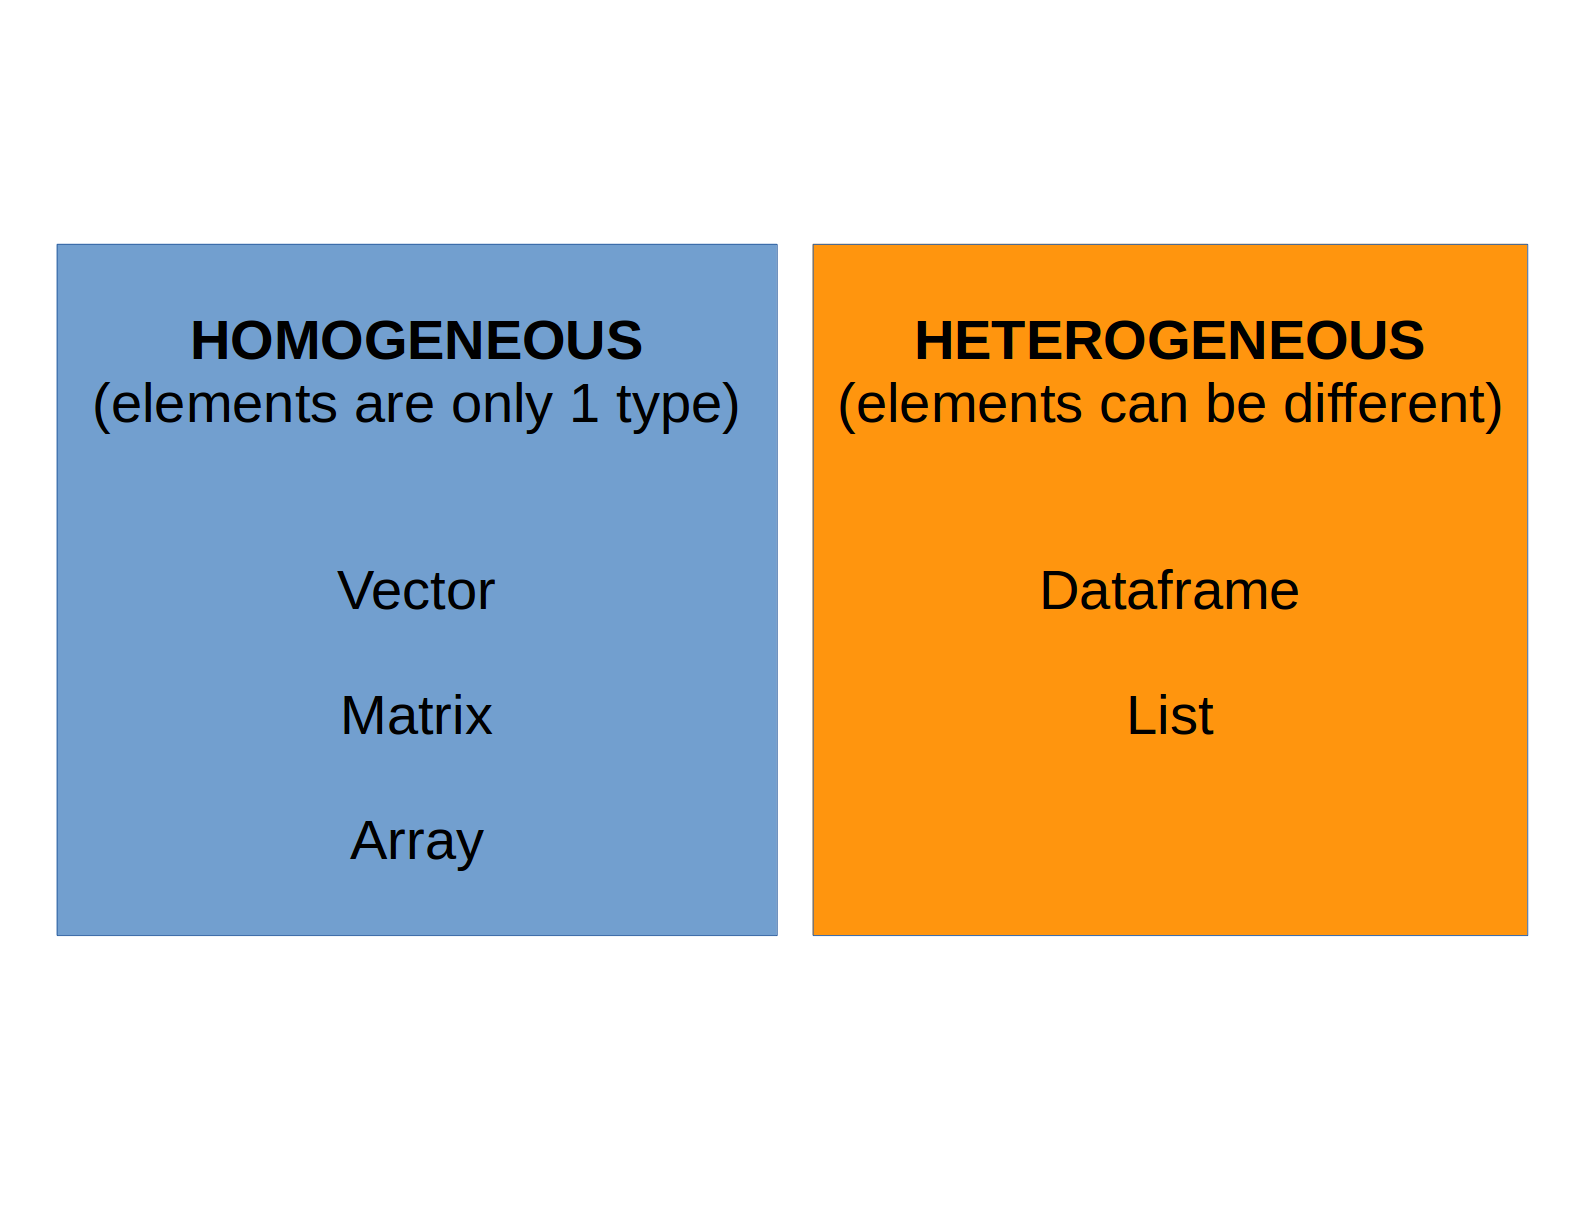 HOMOGENEOUS
(elements are only 1 type)
Vector
Matrix
Array
HETEROGENEOUS
(elements can be different)
Dataframe
List